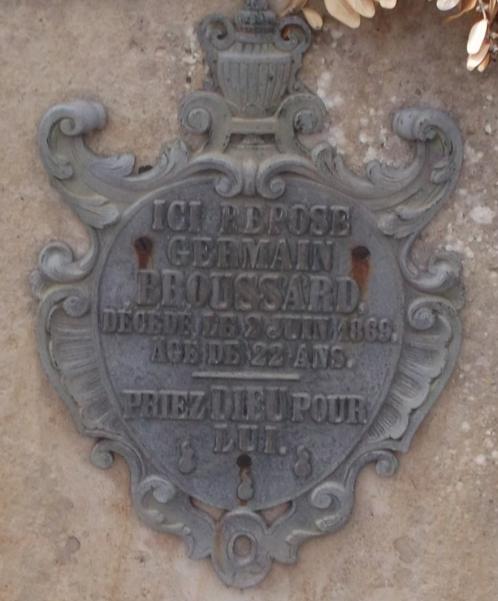 ICI REPOSE
GERMAIN
BROUSSARD.
DÉCÉDÉ LE 2 JUIN 1869.
AGÉ DE 22 ANS.
PRIEZ DIEU POUR
LUI.